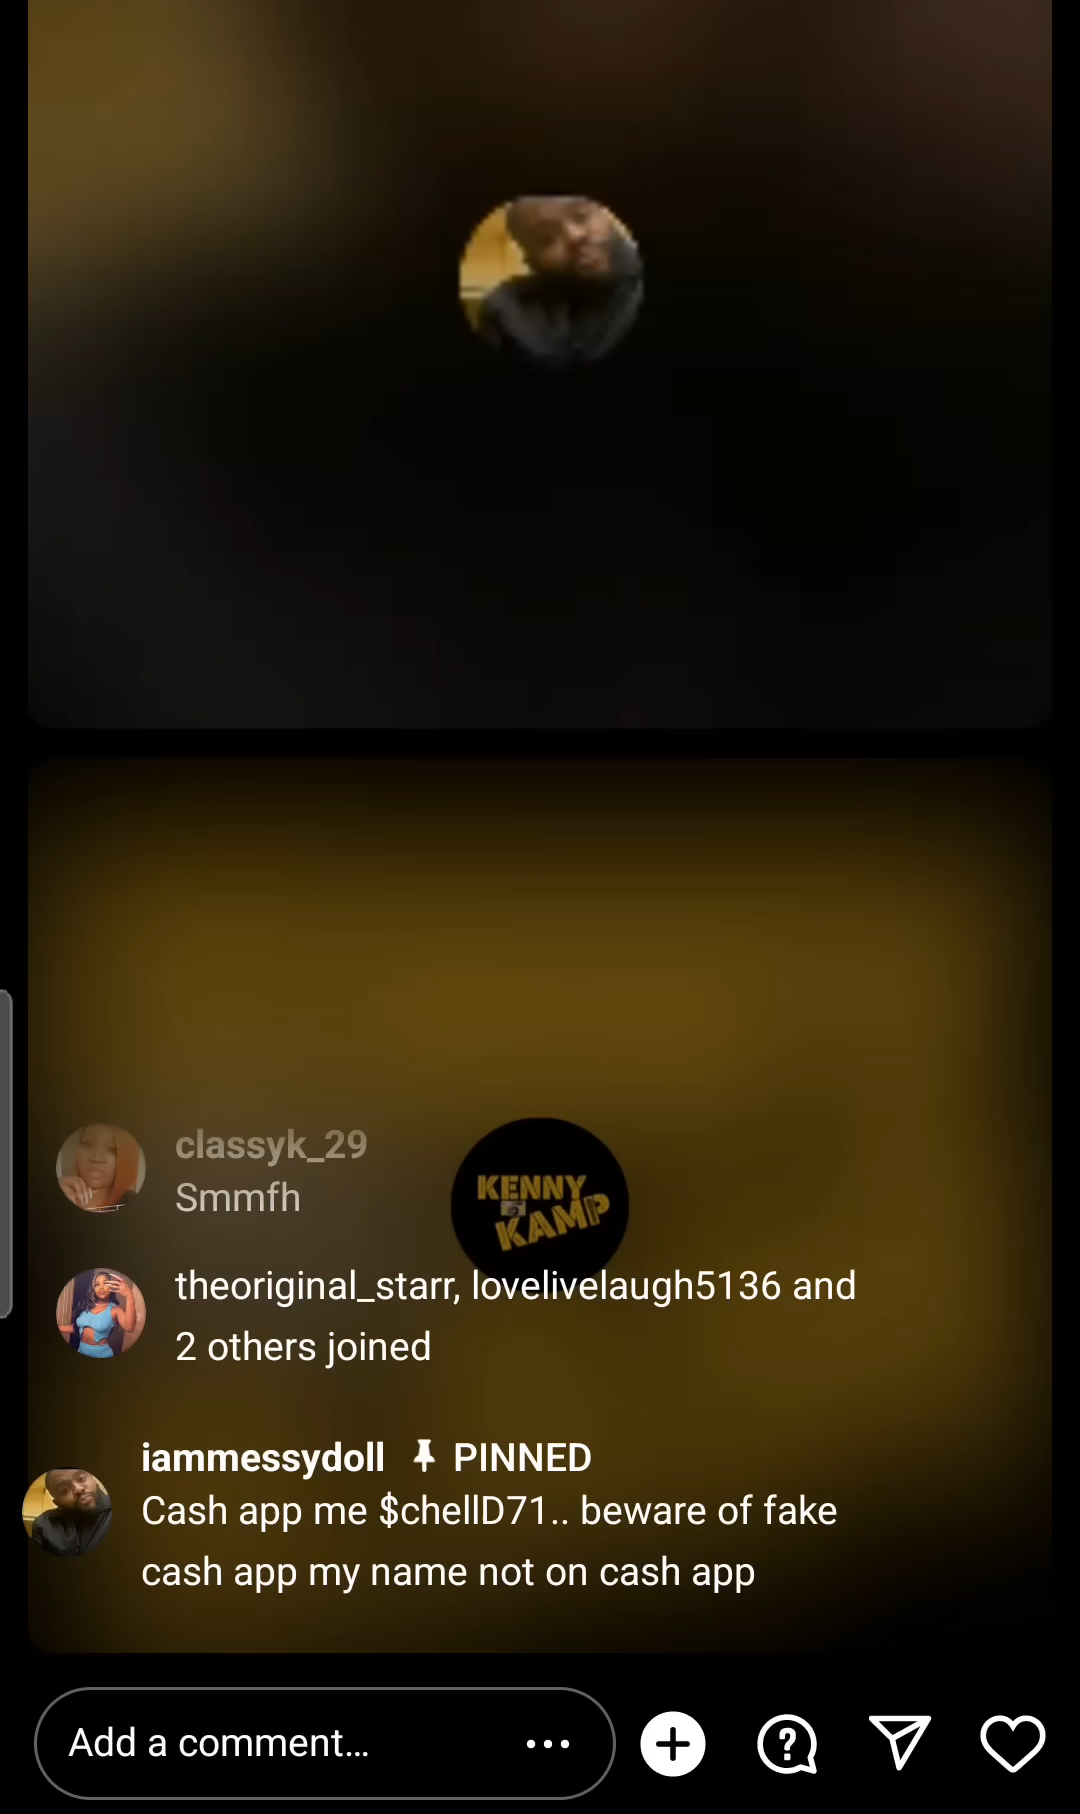 classyk_29
Smmfh
KENNY
KAMP
theoriginal_starr, lovelivelaugh5136 and
2 others joined
iammessydoll PINNED
Cash app me $chellD71.. beware of fake
cash app my name not on cash app
Add a comment...